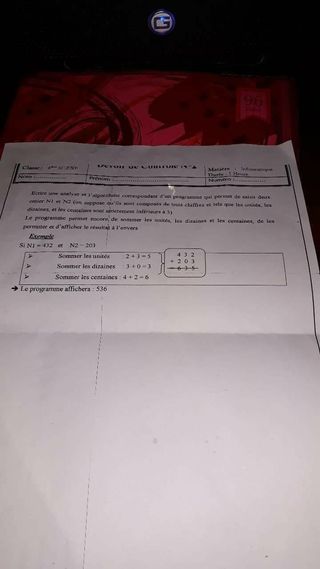 Classe :
Devoir de Contrôle N°
Matière : Informatique
Durée : 1 Heure
Nom :
Prénom :
Numéro :
Ecrire une analyse et l'algorithme correspondant d'un programme qui permet de saisir deux
entier N1 et N2 (on suppose qu'ils sont composés de trois chiffres et tels que les unités, les
dizaines, et les centaines sont strictement inférieurs à 5)
Le programme permet encore, de sommer les unités, les dizaines et les centaines, de les
permuter et d'afficher le résultat à l'envers
Exemple
Si N1 = 432 et N2 = 203
➢ Sommer les unités 2 + 3 = 5
➢ Sommer les dizaines 3 + 0 = 3
➢ Sommer les centaines : 4 + 2 = 6
4 3 2
+ 2 0 3
= 6 3 5
➔ Le programme affichera : 536